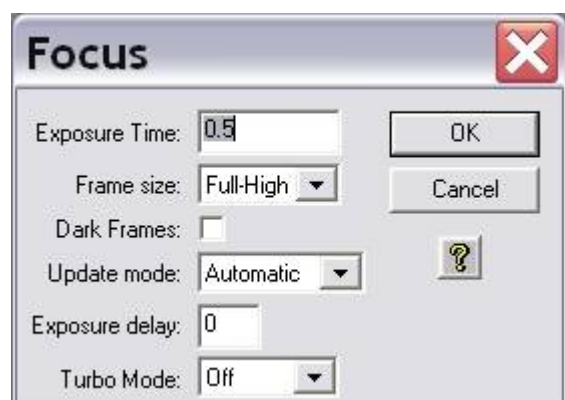 Focus
Exposure Time: 0.5 OK
Frame size: Full-High Cancel
Dark Frames:
Update mode: Automatic ?
Exposure delay: 0
Turbo Mode: Off